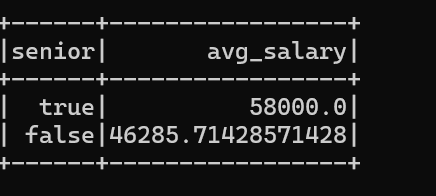 +------+-----------------+
|senior|       avg_salary|
+------+-----------------+
|  true|          58000.0|
| false|46285.71428571428|
+------+-----------------+